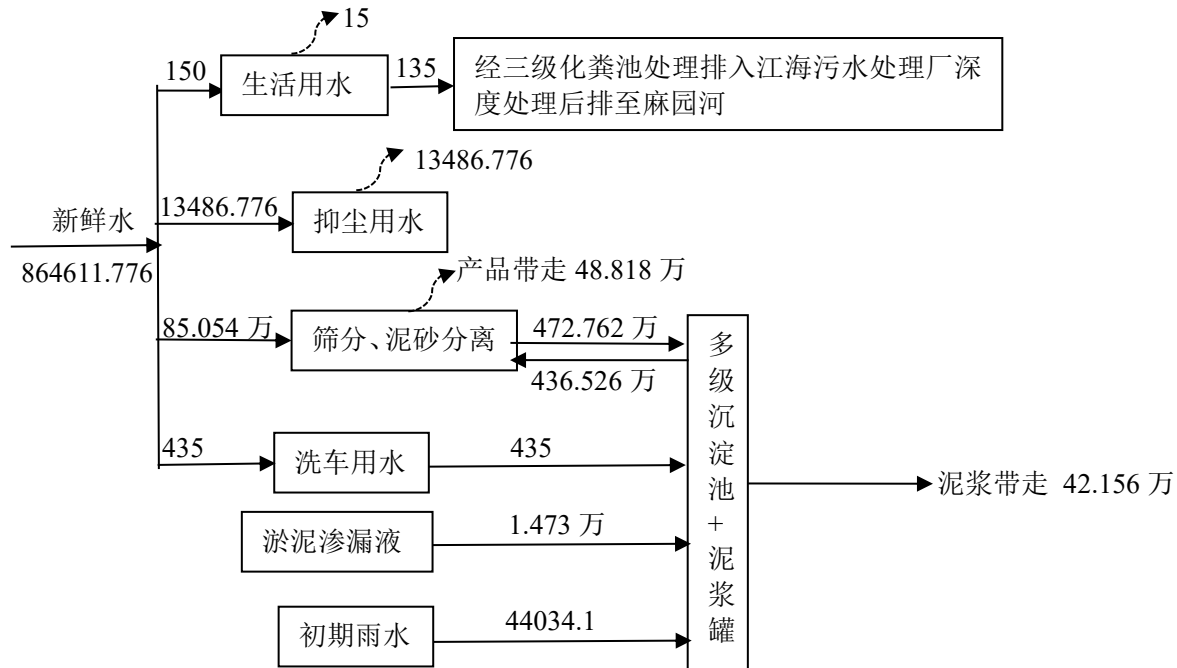 15
150
生活用水
135
经三级化粪池处理排入江海污水处理厂深
度处理后排至麻园河
13486.776
13486.776
抑尘用水
新鲜水
864611.776
产品带走 48.818 万
85.054 万
筛分、泥砂分离
472.762 万
436.526 万
435
洗车用水
435
淤泥渗漏液
1.473 万
初期雨水
44034.1
多级沉淀池+泥浆罐
泥浆带走 42.156 万